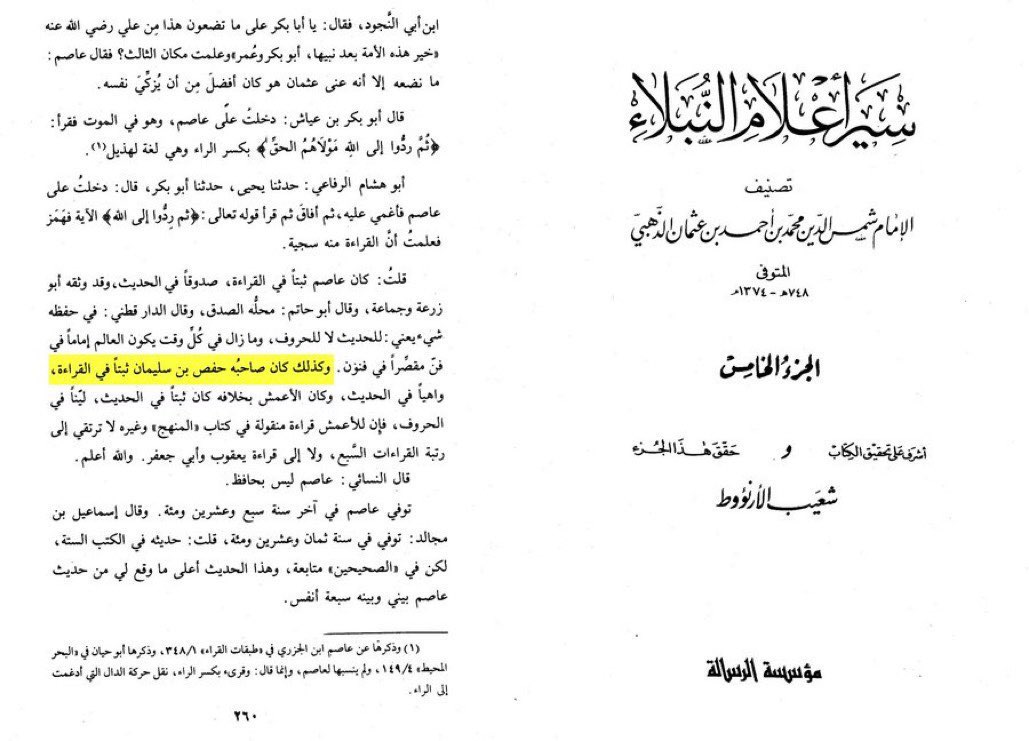 سير أعلام النبلاء
تصنيف
الإمام شمس الدين محمد بن أحمد بن عثمان الذهبي
المتوفى
٧٤٨هـ - ١٣٧٤م
الجزء الخامس
أشرف على تحقيق الكتاب و حقق هذا الجزء
شعيب الأرنؤوط
مؤسسة الرسالة
ابن أبي النَّجود، فقال: يا أبا بكر على ما تضعون هذا مِن علي رضي الله عنه
«خير هذه الأمة بعد نبيها، أبو بكر وعُمر» وعلمت مكان الثالث؟ فقال عاصم:
ما نضعه إلا أنه عنى عثمان هو كان أفضلَ مِن أن يُزكِّيَ نفسه.
قال أبو بكر بن عياش: دخلتُ على عاصم، وهو في الموت فقرأ:
﴿ثُمَّ رِدُّوا إلى اللهِ مَوْلَاهُمُ الحقِّ﴾ بكسر الراء وهي لغة لهذيل(١).
أبو هشام الرفاعي: حدثنا يحيى، حدثنا أبو بكر، قال: دخلتُ على
عاصم فأغمي عليه، ثم أفاقَ ثم قرأ قوله تعالى: ﴿ثم رِدُّوا إلى الله﴾ الآية فهَمَز
فعلمتُ أنْ القراءة منه سجية.
قلتُ: كان عاصم ثبتاً في القراءة، صدوقاً في الحديث، وقد وثقه أبو
زرعة وجماعة، وقال أبو حاتم: محلُّه الصدق، وقال الدار قطني: في حفظه
شيء يعني: للحديث لا للحروف، وما زال في كُلِّ وقت يكون العالم إماماً في
فنّ مقصِّراً في فنون. وكذلك كان صاحبُه حفص بن سليمان ثبتاً في القراءة،
واهياً في الحديث، وكان الأعمش بخلافه كان ثبتاً في الحديث، ليّناً في
الحروف، فإن للأعمش قراءة منقولة في كتاب «المنهج» وغيره لا ترتقي إلى
رتبة القراءات السَّبع، ولا إلى قراءة يعقوب وأبي جعفر. والله أعلم.
قال النسائي: عاصم ليس بحافظ.
توفي عاصم في آخر سنة سبع وعشرين ومئة. وقال إسماعيل بن
مجالد: توفي في سنة ثمان وعشرين ومئة، قلت: حديثه في الكتب الستة،
لكن في «الصحيحين» متابعة، وهذا الحديث أعلى ما وقع لي من حديث
عاصم بيني وبينه سبعة أنفس.
(١) وذكرها عن عاصم ابن الجزري في «طبقات القراء» ٣٤٨/١، وذكرها أبو حيان في «البحر
المحيط» ١٤٩/٤، ولم ينسبها لعاصم، وإنما قال: وقرىء بكسر الراء، نقل حركة الدال التي أدغمت
إلى الراء.
٢٦٠